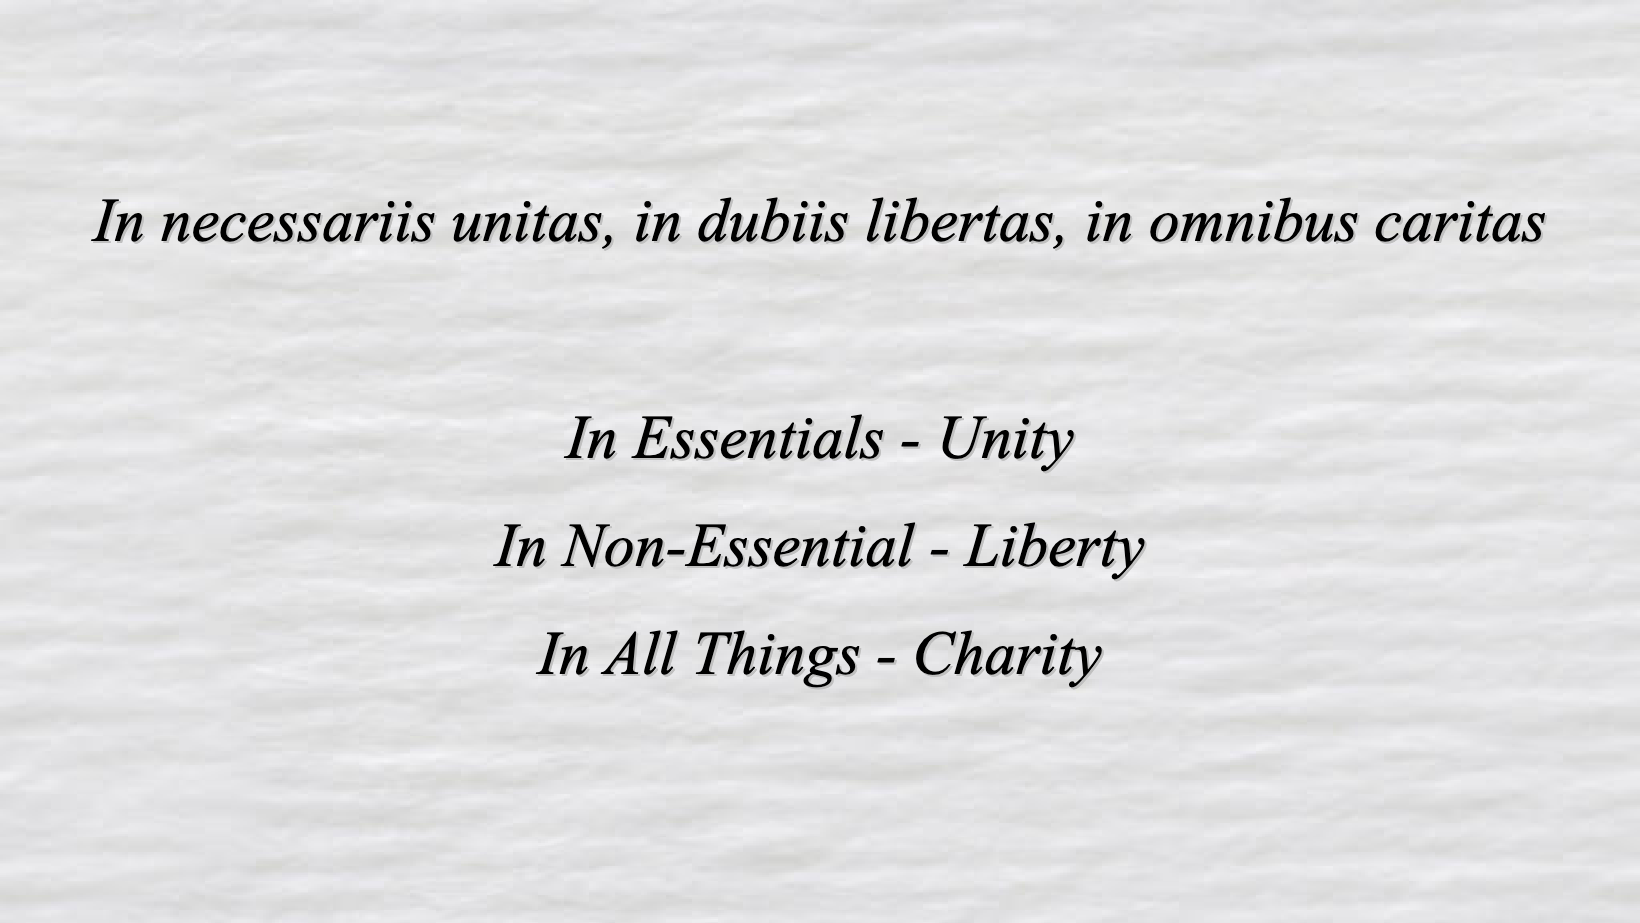 In necessariis unitas, in dubiis libertas, in omnibus caritas
In Essentials - Unity
In Non-Essential - Liberty
In All Things - Charity